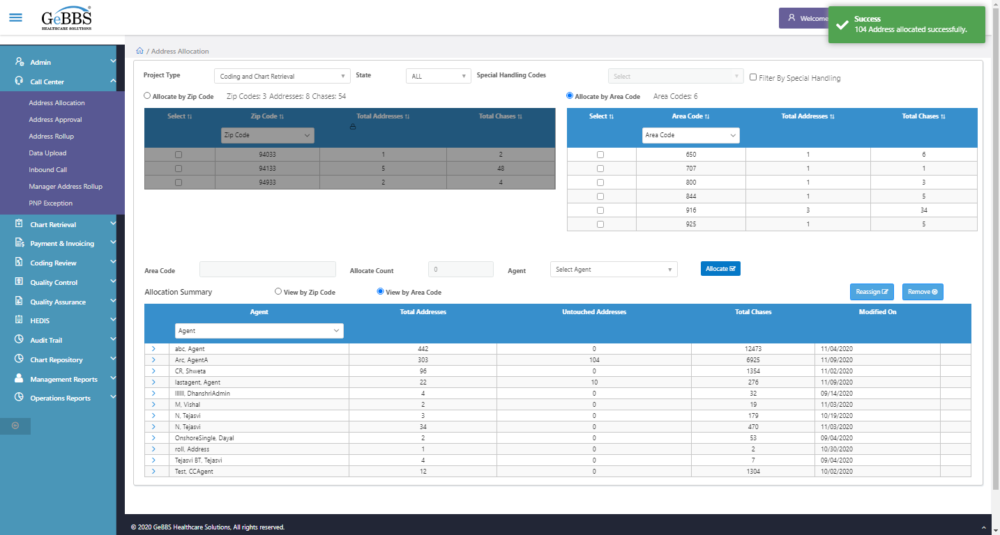 GeBBS
HEALTHCARE SOLUTIONS
Welcome
Success
104 Address allocated successfully.
Admin
Call Center
Address Allocation
Address Approval
Address Rollup
Data Upload
Inbound Call
Manager Address Rollup
PNP Exception
Chart Retrieval
Payment & Invoicing
Coding Review
Quality Control
Quality Assurance
HEDIS
Audit Trail
Chart Repository
Management Reports
Operations Reports
/ Address Allocation
Project Type Coding and Chart Retrieval State ALL Special Handling Codes Select Filter By Special Handling
Allocate by Zip Code Zip Codes: 3 Addresses: 8 Chases: 54
Select Zip Code Total Addresses Total Chases
Zip Code
94033 1 2
94133 5 48
94933 2 4
Allocate by Area Code Area Codes: 6
Select Area Code Total Addresses Total Chases
Area Code
650 1 6
707 1 1
800 1 3
844 1 5
916 3 34
925 1 5
Area Code Allocate Count 0 Agent Select Agent Allocate
Allocation Summary View by Zip Code View by Area Code Reassign Remove
Agent Total Addresses Untouched Addresses Total Chases Modified On
Agent
abc, Agent 442 0 12473 11/04/2020
Arc, AgentA 303 104 6925 11/09/2020
CR, Shweta 96 0 1354 11/02/2020
lastagent, Agent 22 10 276 11/09/2020
llllll, DhanshriAdmin 4 0 32 09/14/2020
M, Vishal 2 0 19 11/03/2020
N, Tejasvi 3 0 179 10/19/2020
N, Tejasvi 34 0 470 11/03/2020
OnshoreSingle, Dayal 2 0 53 09/04/2020
roll, Address 1 0 2 10/30/2020
Tejasvi BT, Tejasvi 4 0 7 09/04/2020
Test, CCAgent 12 0 1304 10/02/2020
© 2020 GeBBS Healthcare Solutions, All rights reserved.